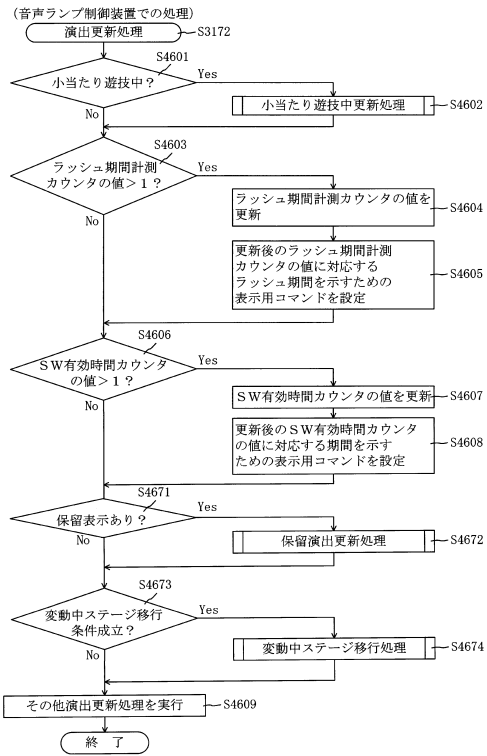 (音声ランプ制御装置での処理)
演出更新処理
S3172
S4601
小当たり遊技中?
Yes
小当たり遊技中更新処理
S4602
No
S4603
ラッシュ期間計測
カウンタの値>1?
Yes
ラッシュ期間計測カウンタの値を
更新
S4604
No
更新後のラッシュ期間計測
カウンタの値に対応する
ラッシュ期間を示すための
表示用コマンドを設定
S4605
S4606
SW有効時間カウンタ
の値>1?
Yes
SW有効時間カウンタの値を更新
S4607
No
更新後のSW有効時間カウンタ
の値に対応する期間を示す
ための表示用コマンドを設定
S4608
S4671
保留表示あり?
Yes
No
保留演出更新処理
S4672
S4673
変動中ステージ移行
条件成立?
Yes
No
変動中ステージ移行処理
S4674
その他演出更新処理を実行
S4609
終 了